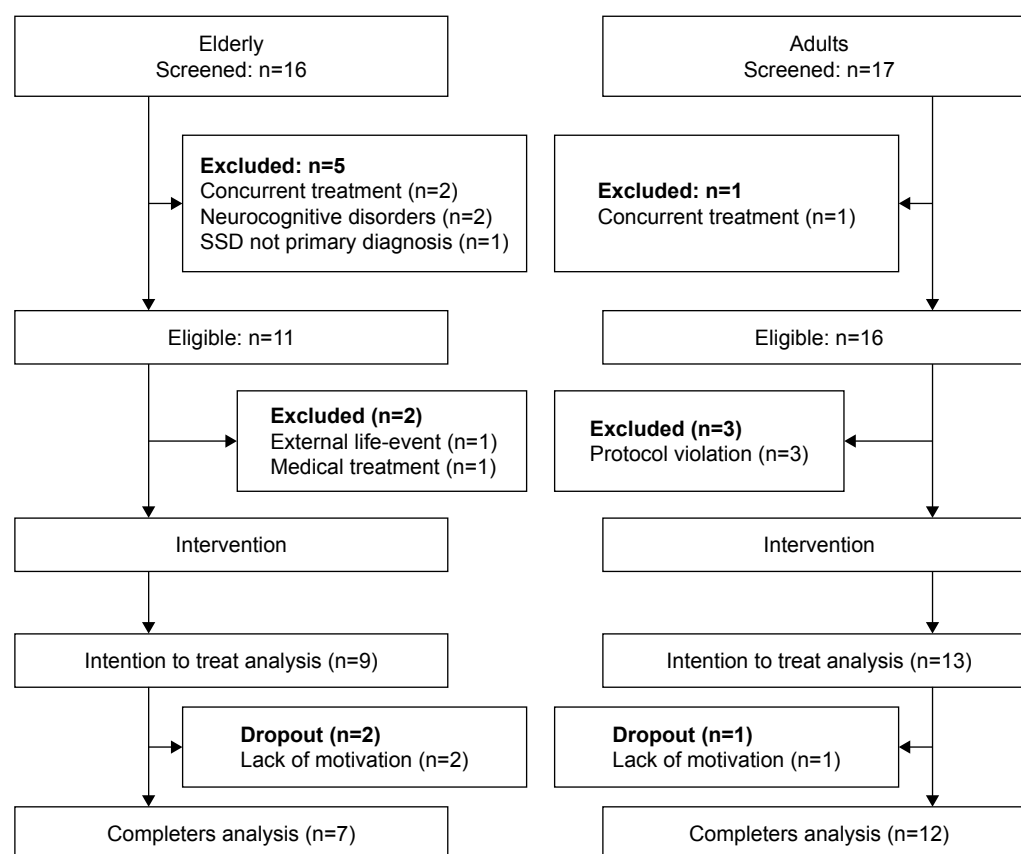 Elderly
Screened: n=16
Adults
Screened: n=17
Excluded: n=5
Concurrent treatment (n=2)
Neurocognitive disorders (n=2)
SSD not primary diagnosis (n=1)
Excluded: n=1
Concurrent treatment (n=1)
Eligible: n=11
Eligible: n=16
Excluded (n=2)
External life-event (n=1)
Medical treatment (n=1)
Excluded (n=3)
Protocol violation (n=3)
Intervention
Intervention
Intention to treat analysis (n=9)
Intention to treat analysis (n=13)
Dropout (n=2)
Lack of motivation (n=2)
Dropout (n=1)
Lack of motivation (n=1)
Completers analysis (n=7)
Completers analysis (n=12)